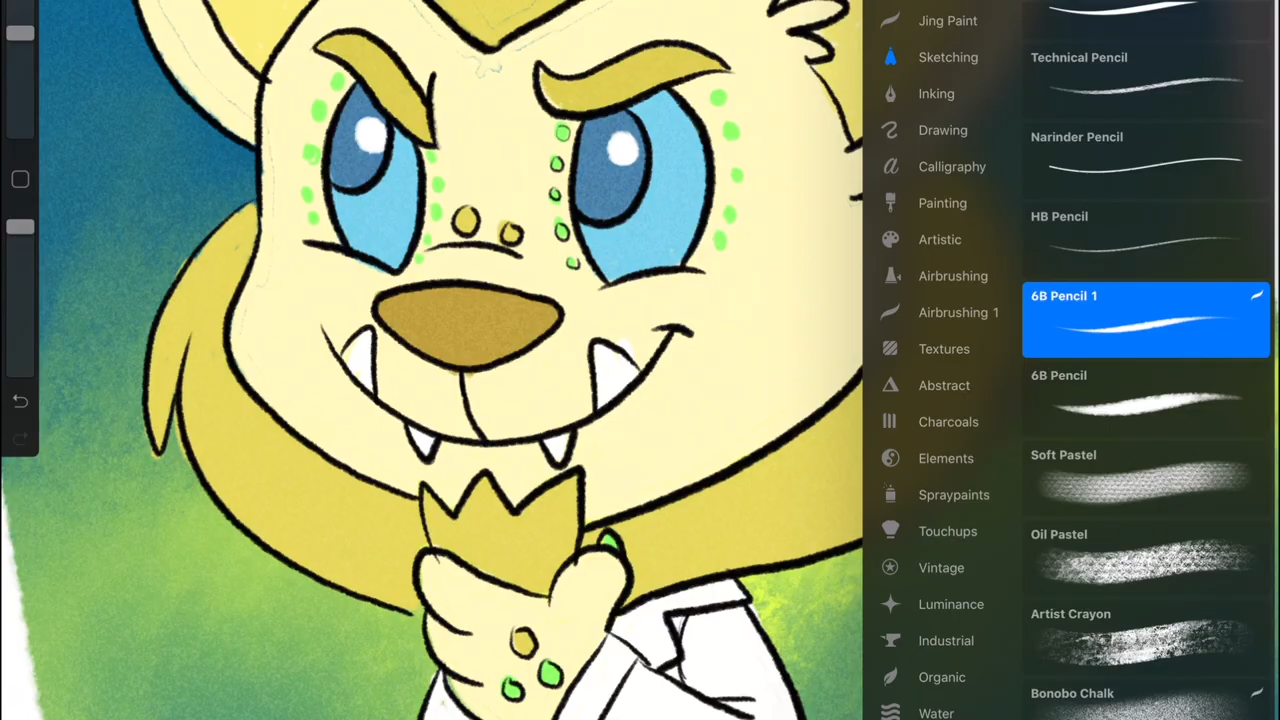 Jing Paint
Sketching
Inking
Drawing
Calligraphy
Painting
Artistic
Airbrushing
Airbrushing 1
Textures
Abstract
Charcoals
Elements
Spraypaints
Touchups
Vintage
Luminance
Industrial
Organic
Water
Technical Pencil
Narinder Pencil
HB Pencil
6B Pencil 1
6B Pencil
Soft Pastel
Oil Pastel
Artist Crayon
Bonobo Chalk